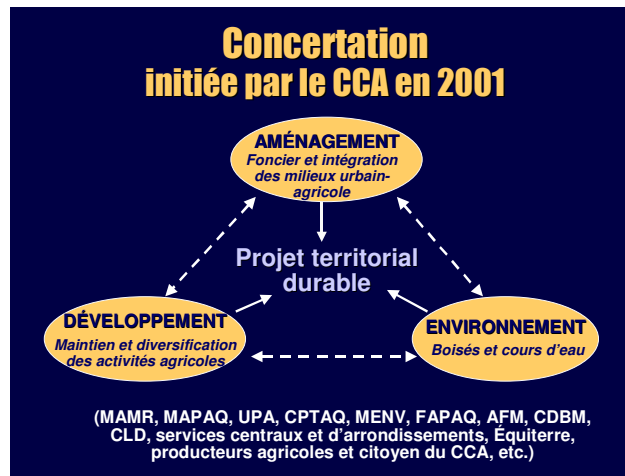 Concertation
initiée par le CCA en 2001
AMÉNAGEMENT
Foncier et intégration
des milieux urbain-
agricole
Projet territorial
durable
DÉVELOPPEMENT
Maintien et diversification
des activités agricoles
ENVIRONNEMENT
Boisés et cours d'eau
(MAMR, MAPAQ, UPA, CPTAQ, MENV, FAPAQ, AFM, CDBM,
CLD, services centraux et d'arrondissements, Équiterre,
producteurs agricoles et citoyen du CCA, etc.)